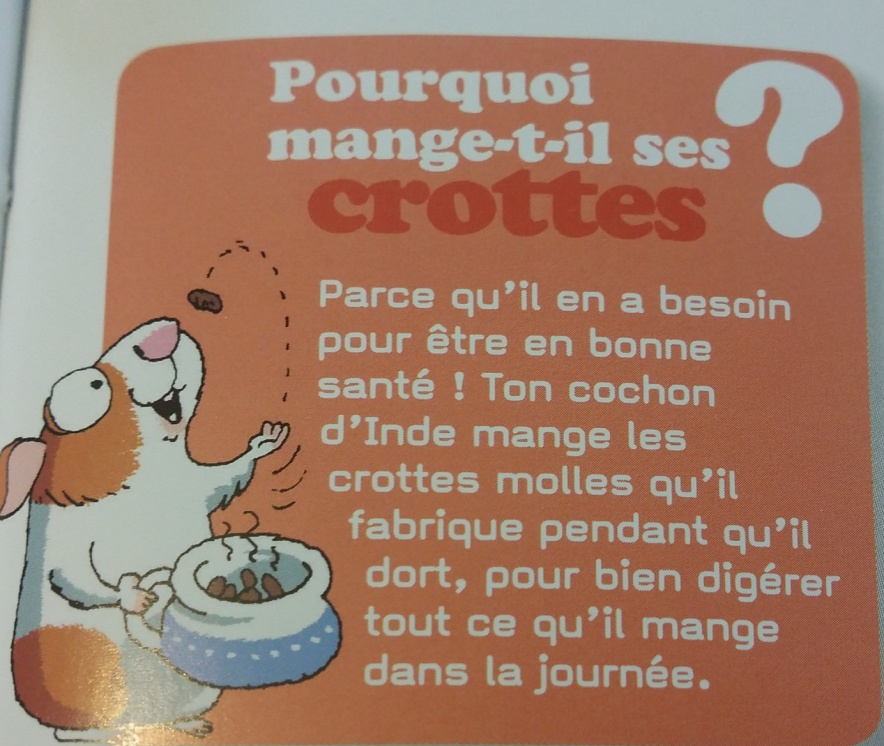 Pourquoi
mange-t-il ses
crottes ?
Parce qu'il en a besoin
pour être en bonne
santé ! Ton cochon
d'Inde mange les
crottes molles qu'il
fabrique pendant qu'il
dort, pour bien digérer
tout ce qu'il mange
dans la journée.